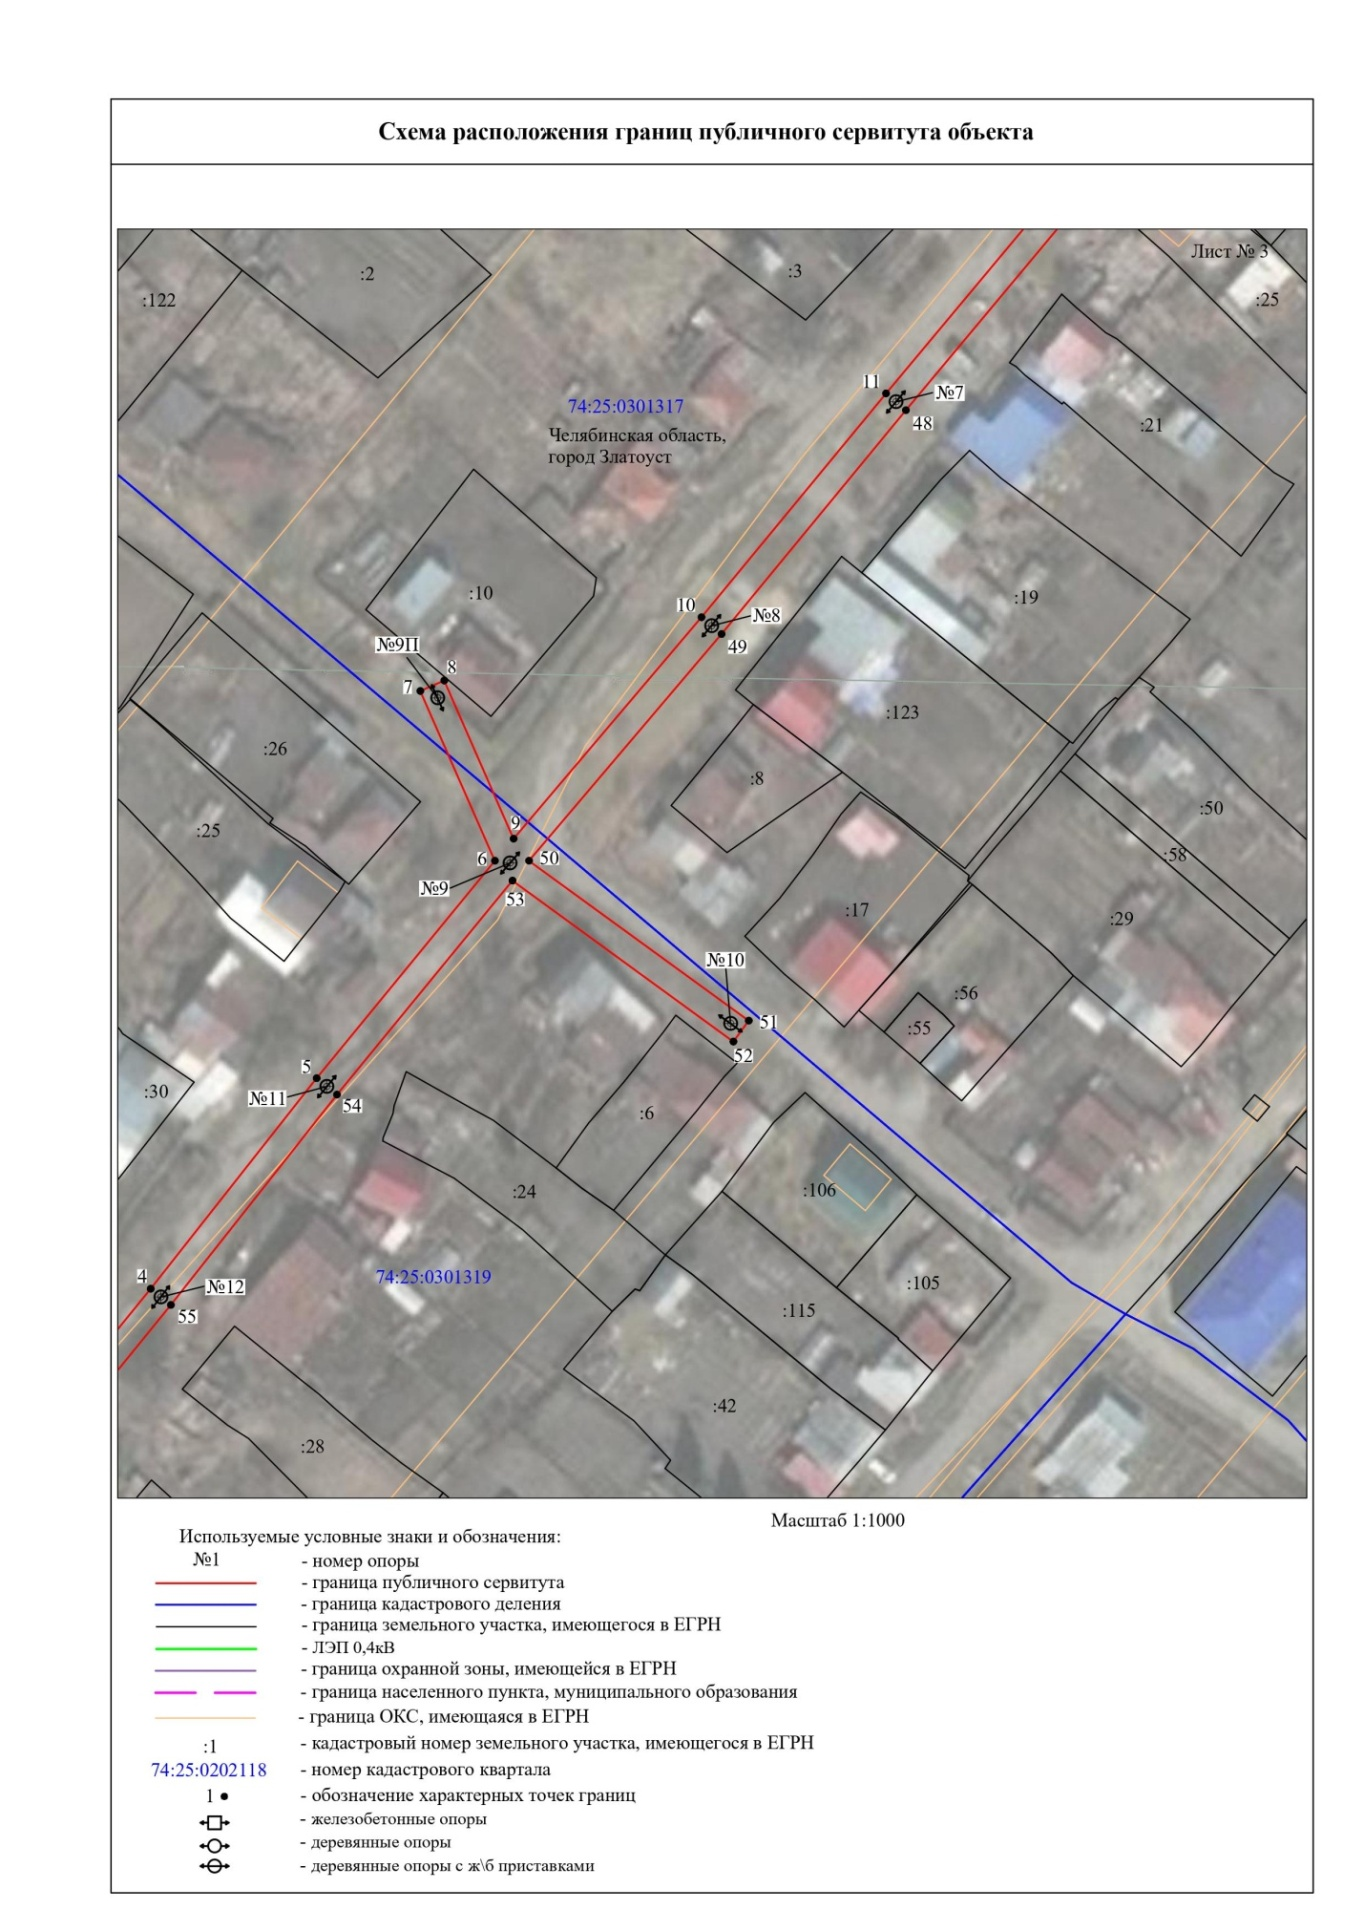 Схема расположения границ публичного сервитута объекта
Лист № 3
:2
:3
:122
:25
11
№7
48
74:25:0301317
Челябинская область,
город Златоуст
:21
:10
10
№8
:19
49
№9П
8
7
:123
:26
:8
:50
:25
9
:58
6
50
№9
53
:17
:29
№10
:56
51
:55
52
5
:30
№11
54
:6
:24
:106
4
74:25:0301319
№12
:105
55
:115
:42
:28
Масштаб 1:1000
Используемые условные знаки и обозначения:
№1 - номер опоры
- граница публичного сервитута
- граница кадастрового деления
- граница земельного участка, имеющегося в ЕГРН
- ЛЭП 0,4кВ
- граница охранной зоны, имеющейся в ЕГРН
- граница населенного пункта, муниципального образования
- граница ОКС, имеющаяся в ЕГРН
:1 - кадастровый номер земельного участка, имеющегося в ЕГРН
74:25:0202118 - номер кадастрового квартала
1 - обозначение характерных точек границ
- железобетонные опоры
- деревянные опоры
- деревянные опоры с ж\б приставками